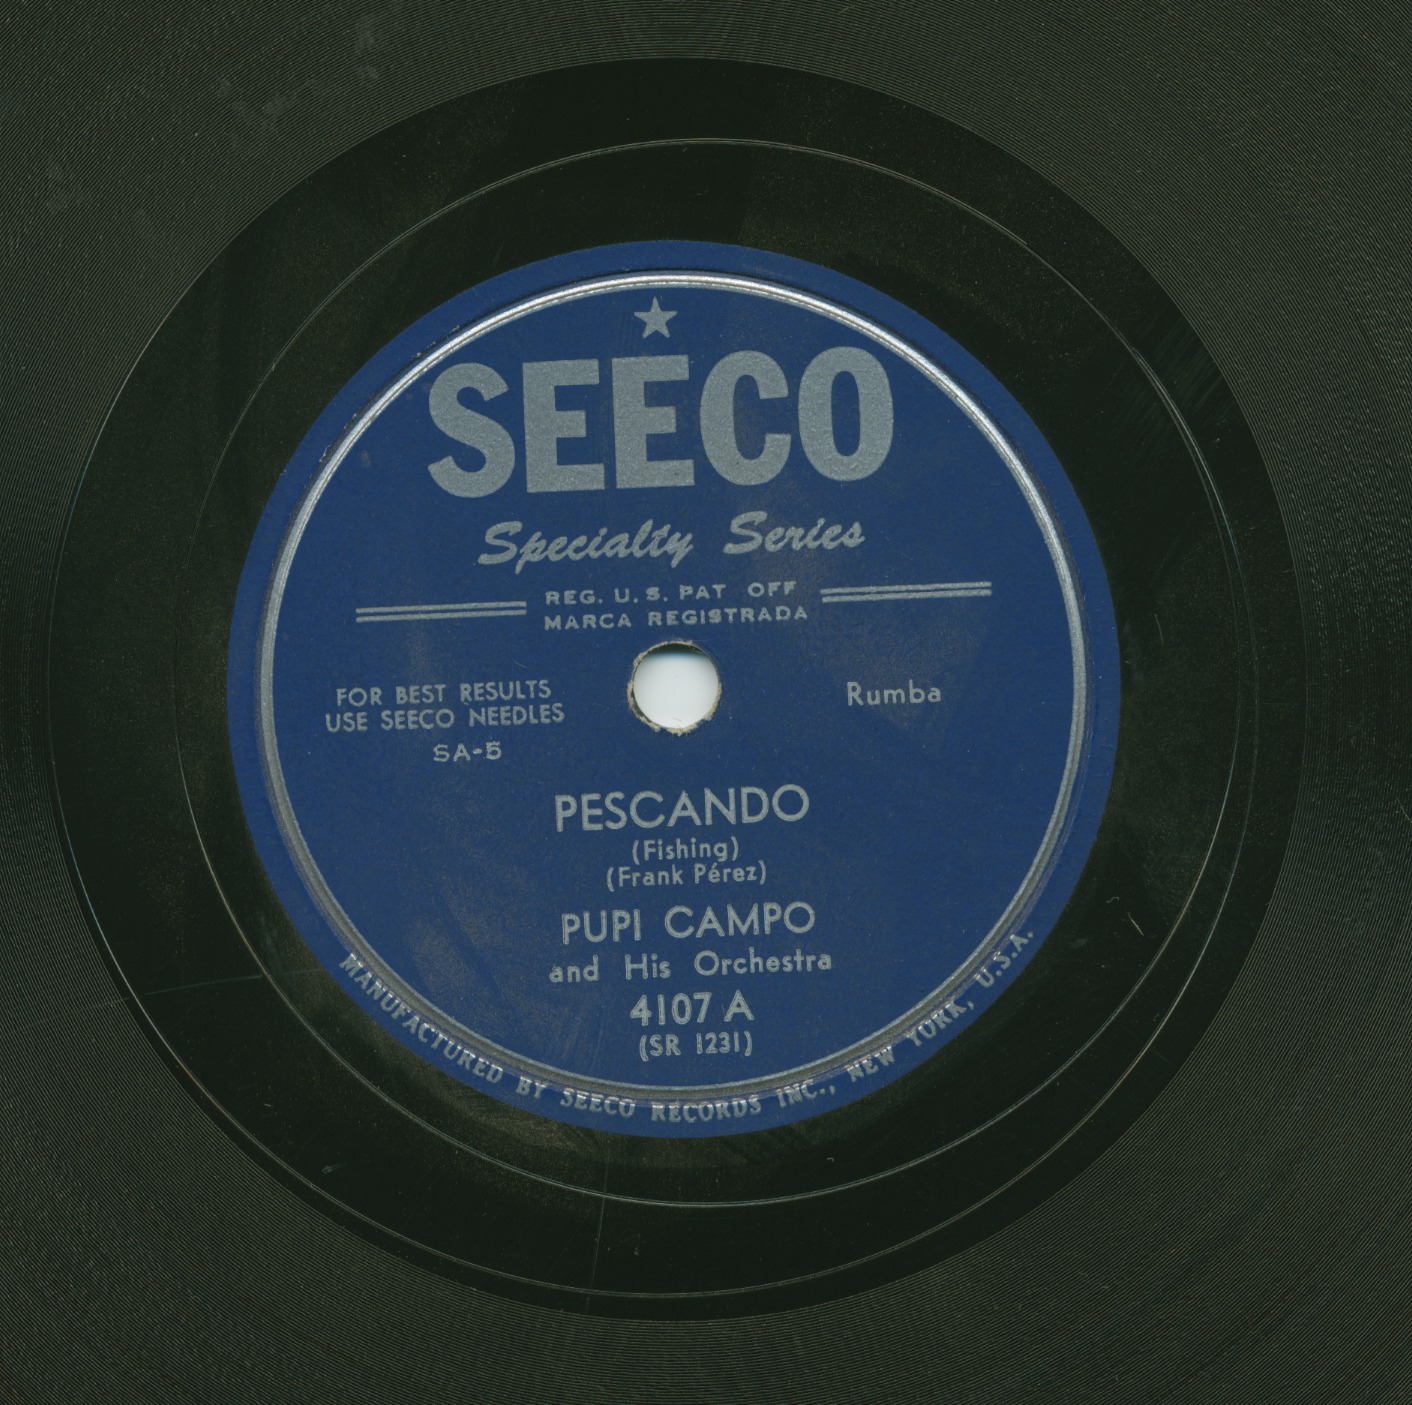 SEECO
Specialty Series
REG. U.S. PAT OFF
MARCA REGISTRADA
FOR BEST RESULTS
USE SEECO NEEDLES
SA-5
Rumba
PESCANDO
(Fishing)
(Frank Pérez)
PUPI CAMPO
and His Orchestra
4107 A
(SR 1231)
MANUFACTURED BY SEECO RECORDS INC., NEW YORK, U.S.A.